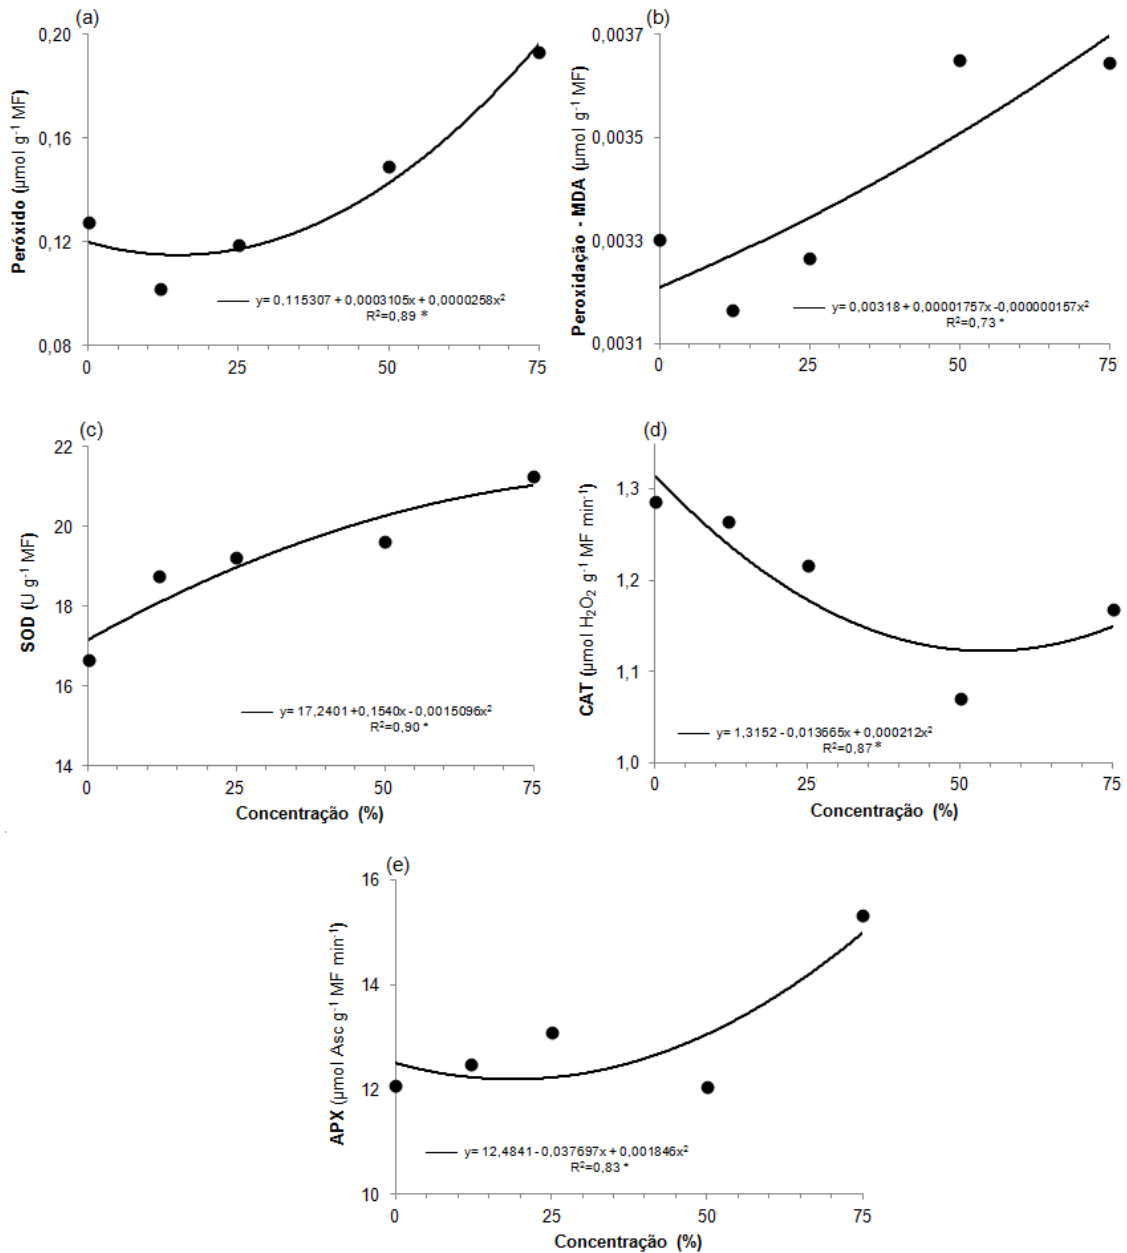 (a)
0,20
0,16
0,12
0,08
Peróxido (µmol g⁻¹ MF)
y= 0,115307 + 0,0003105x + 0,0000258x²
R²=0,89 *
0 25 50 75
(b)
0,0037
0,0035
0,0033
0,0031
Peroxidação - MDA (µmol g⁻¹ MF)
y= 0,00318 + 0,00001757x -0,000000157x²
R²=0,73 *
0 25 50 75
(c)
22
20
18
16
14
SOD (U g⁻¹ MF)
y= 17,2401 +0,1540x - 0,0015096x²
R²=0,90 *
0 25 50 75
Concentração (%)
(d)
1,3
1,2
1,1
1,0
CAT (µmol H₂O₂ g⁻¹ MF min⁻¹)
y= 1,3152 - 0,013665x + 0,000212x²
R²=0,87 *
0 25 50 75
Concentração (%)
(e)
16
14
12
10
APX (µmol Asc g⁻¹ MF min⁻¹)
y= 12,4841 - 0,037697x + 0,001846x²
R²=0,83 *
0 25 50 75
Concentração (%)